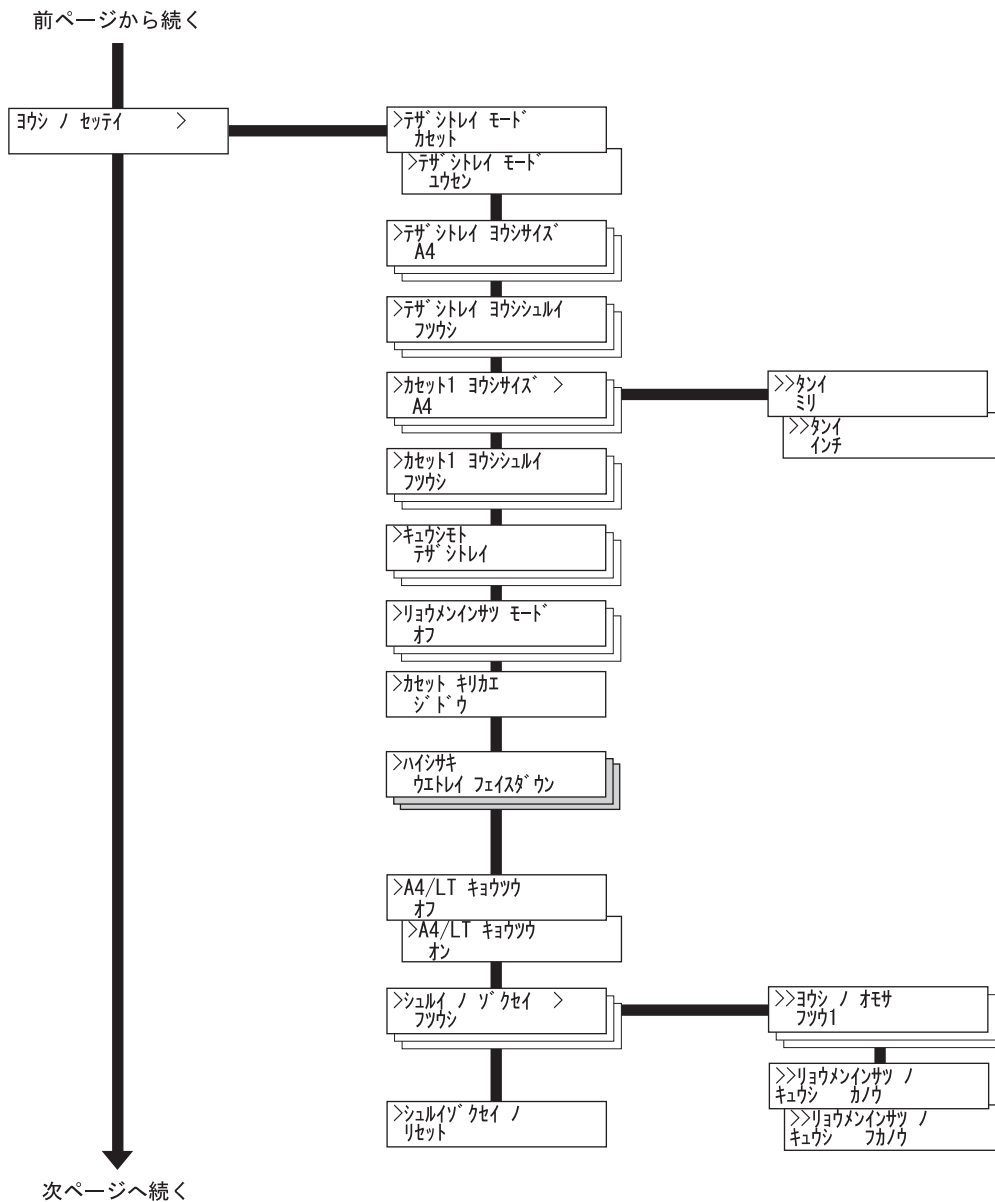 前ページから続く
ヨウシ ノ セッテイ >
>テザシトレイ モード
カセット
>テザシトレイ モード
ユウセン
>テザシトレイ ヨウシサイズ
A4
>テザシトレイ ヨウシシュルイ
フツウシ
>カセット1 ヨウシサイズ >
A4
>>タンイ
ミリ
>>タンイ
インチ
>カセット1 ヨウシシュルイ
フツウシ
>キュウシモト
テザシトレイ
>リョウメンインサツ モード
オフ
>カセット キリカエ
ジドウ
>ハイシサキ
ウエトレイ フェイスダウン
>A4/LT キョウツウ
オフ
>A4/LT キョウツウ
オン
>シュルイ ノ ゾクセイ >
フツウシ
>>ヨウシ ノ オモサ
フツウ1
>>リョウメンインサツ ノ
キュウシ カノウ
>>リョウメンインサツ ノ
キュウシ フカノウ
>シュルイゾクセイ ノ
リセット
次ページへ続く